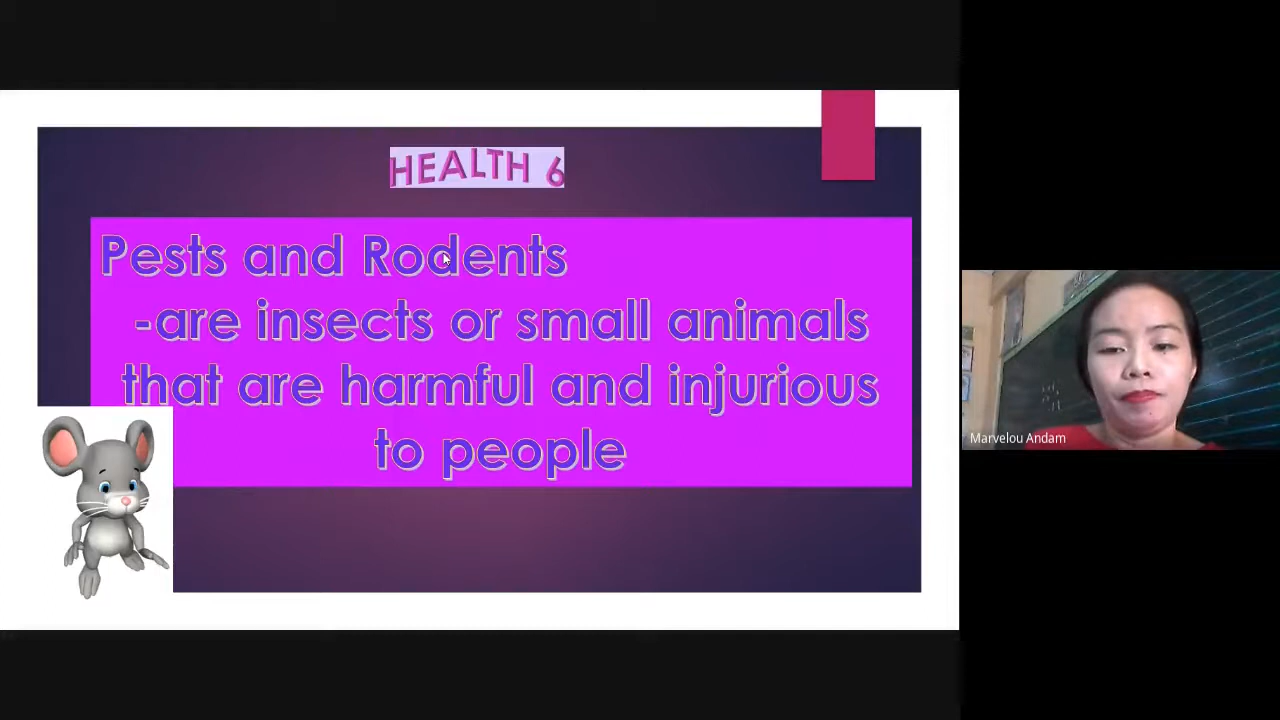 HEALTH 6
Pests and Rodents
-are insects or small animals
that are harmful and injurious
to people
Marvelou Andam